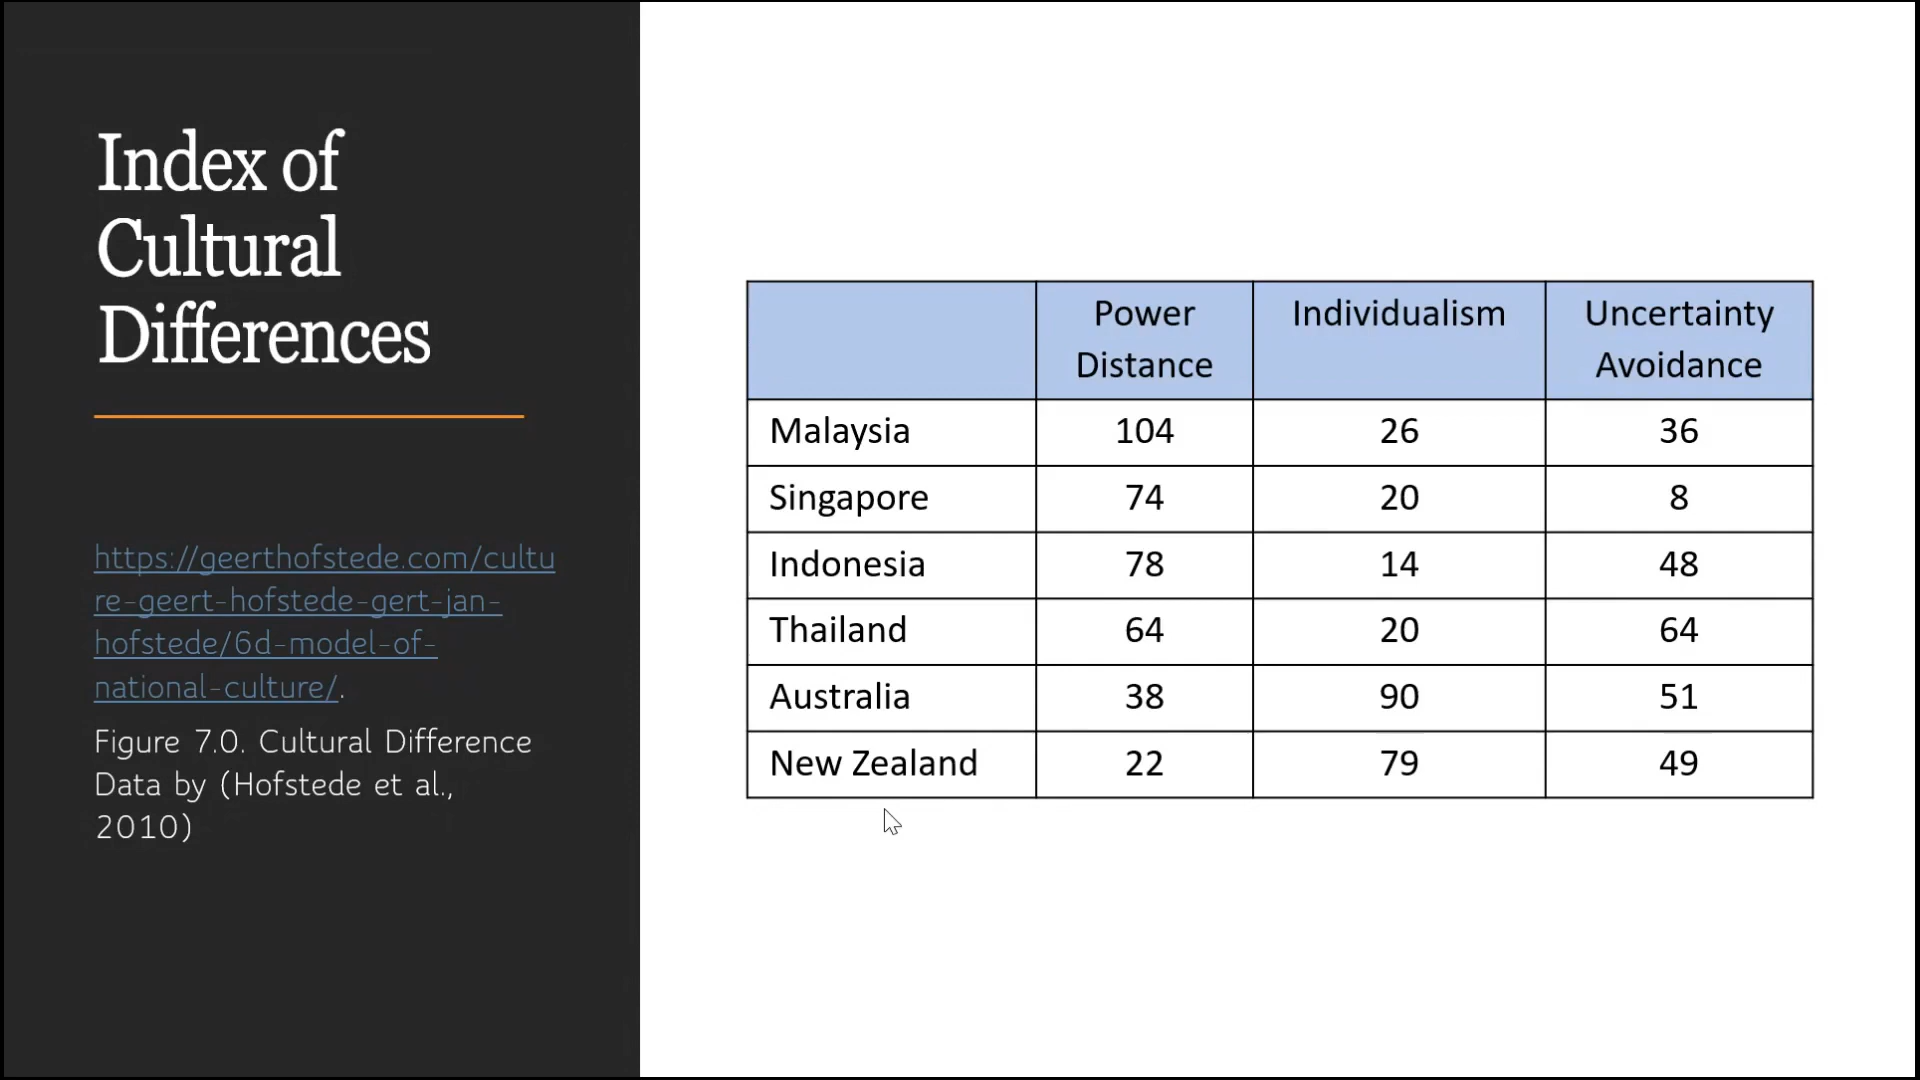 Index of
Cultural
Differences
https://geerthofstede.com/cultu
re-geert-hofstede-gert-jan-
hofstede/6d-model-of-
national-culture/.
Figure 7.0. Cultural Difference
Data by (Hofstede et al.,
2010)
Power Distance Individualism Uncertainty Avoidance
Malaysia 104 26 36
Singapore 74 20 8
Indonesia 78 14 48
Thailand 64 20 64
Australia 38 90 51
New Zealand 22 79 49